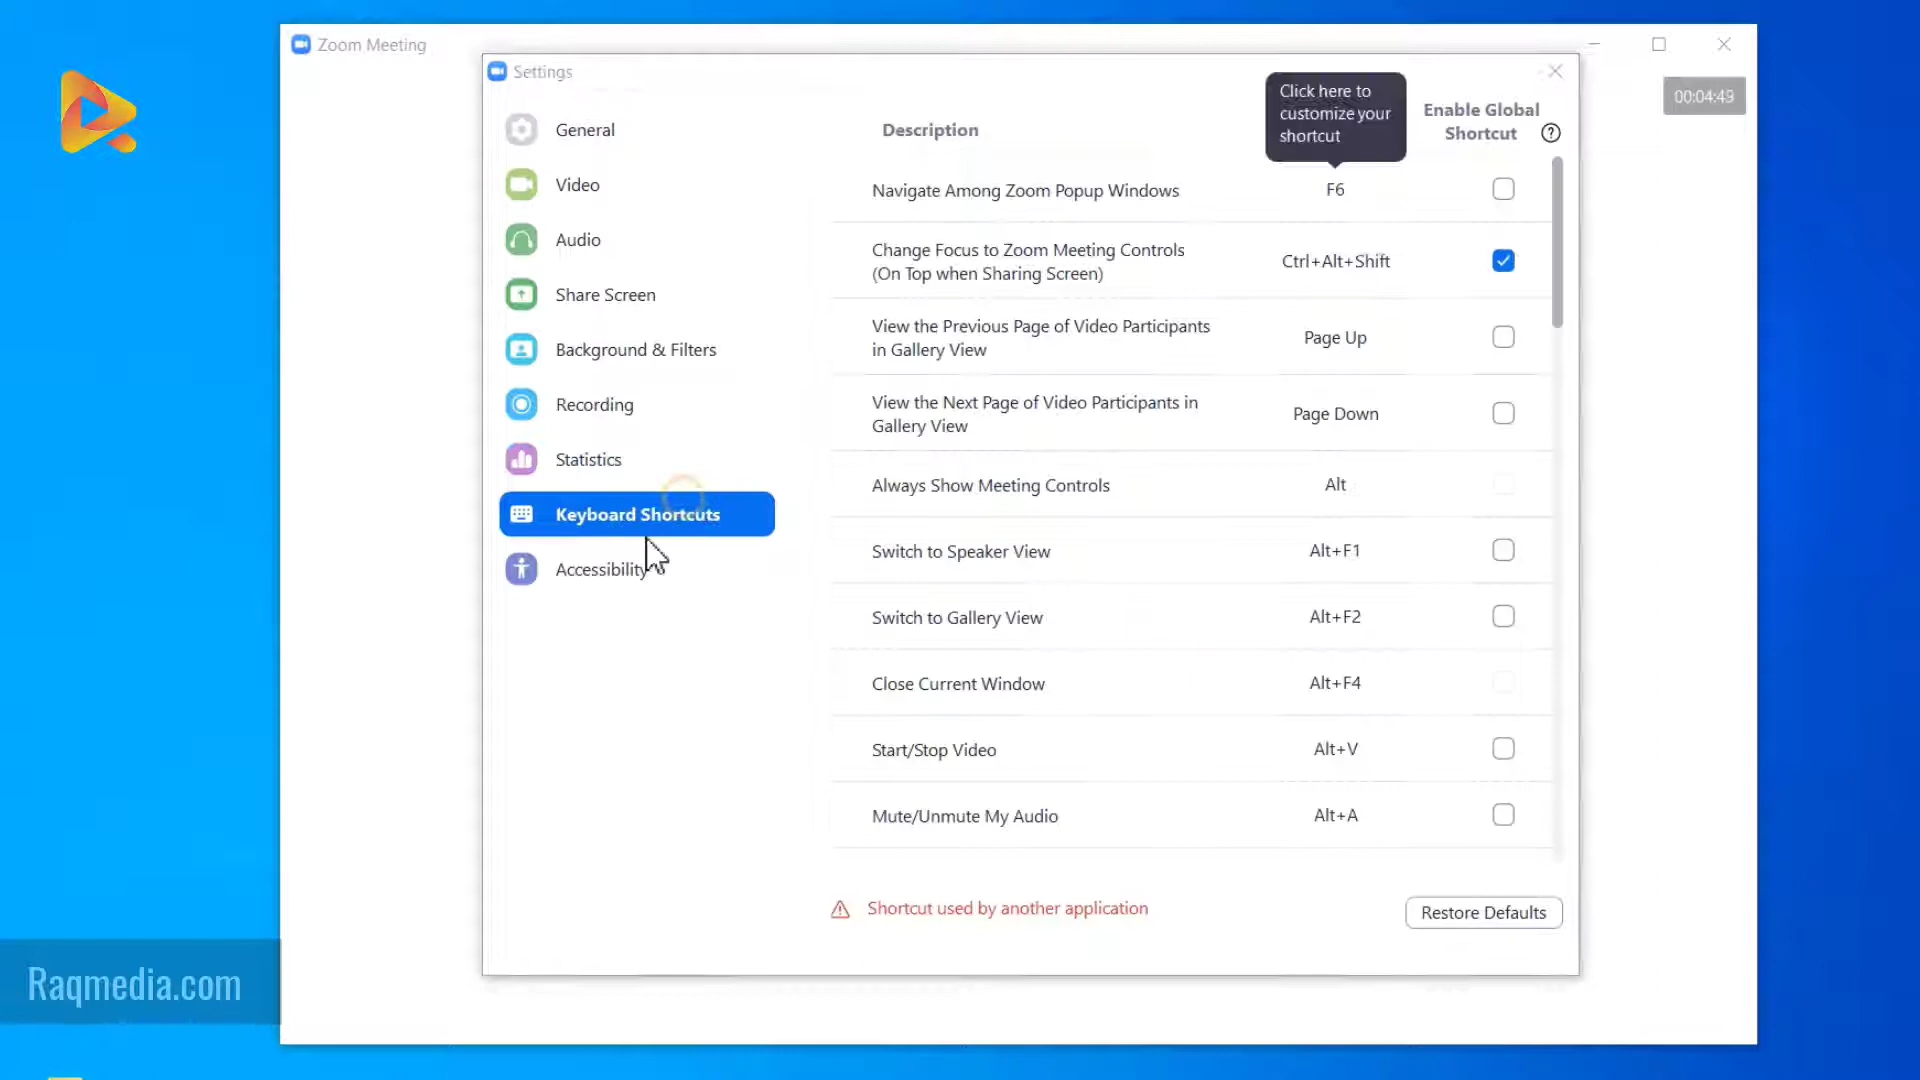 Zoom Meeting
Settings
00:04:49
General
Video
Audio
Share Screen
Background & Filters
Recording
Statistics
Keyboard Shortcuts
Accessibility
Description
Click here to
customize your
shortcut
Enable Global
Shortcut ?
Navigate Among Zoom Popup Windows F6
Change Focus to Zoom Meeting Controls
(On Top when Sharing Screen) Ctrl+Alt+Shift
View the Previous Page of Video Participants
in Gallery View Page Up
View the Next Page of Video Participants in
Gallery View Page Down
Always Show Meeting Controls Alt
Switch to Speaker View Alt+F1
Switch to Gallery View Alt+F2
Close Current Window Alt+F4
Start/Stop Video Alt+V
Mute/Unmute My Audio Alt+A
Shortcut used by another application
Restore Defaults
Raqmedia.com